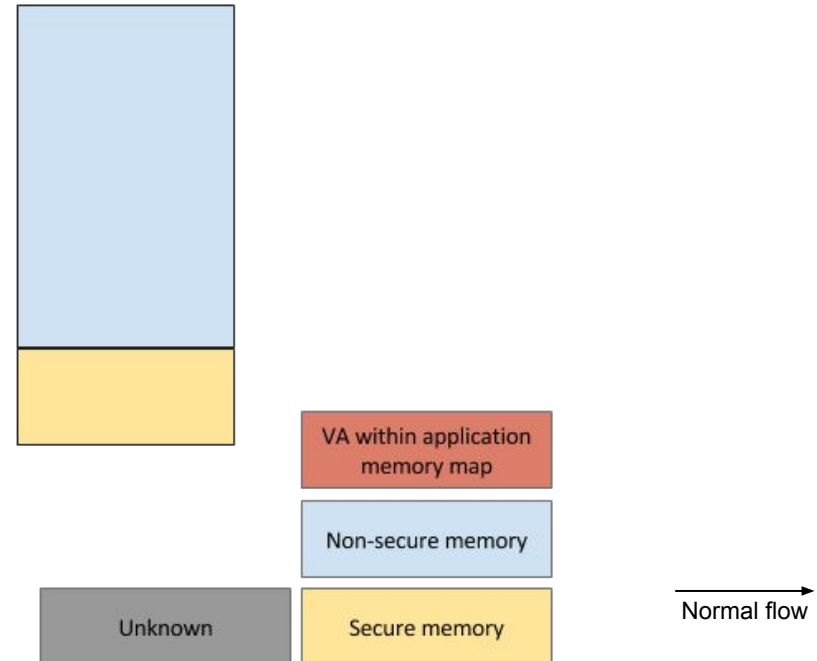 VA within application
memory map
Non-secure memory
Unknown
Secure memory
Normal flow